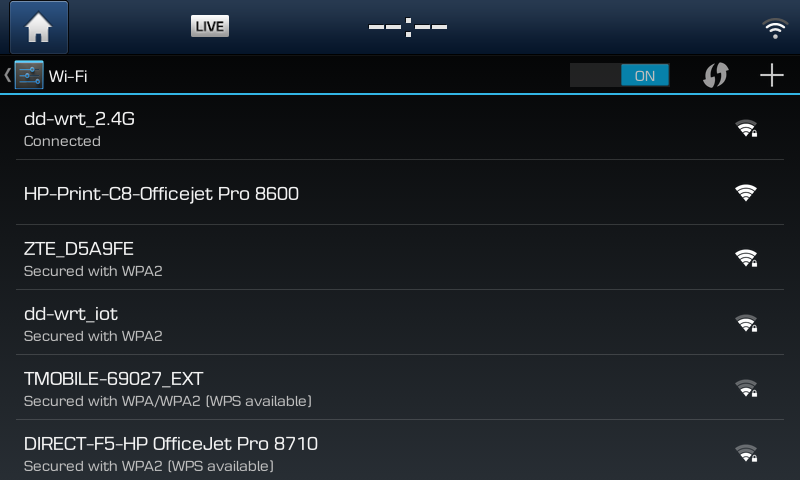 LIVE
--:--
Wi-Fi
ON
dd-wrt_2.4G
Connected
HP-Print-C8-Officejet Pro 8600
ZTE_D5A9FE
Secured with WPA2
dd-wrt_iot
Secured with WPA2
TMOBILE-69027_EXT
Secured with WPA/WPA2 (WPS available)
DIRECT-F5-HP OfficeJet Pro 8710
Secured with WPA2 (WPS available)